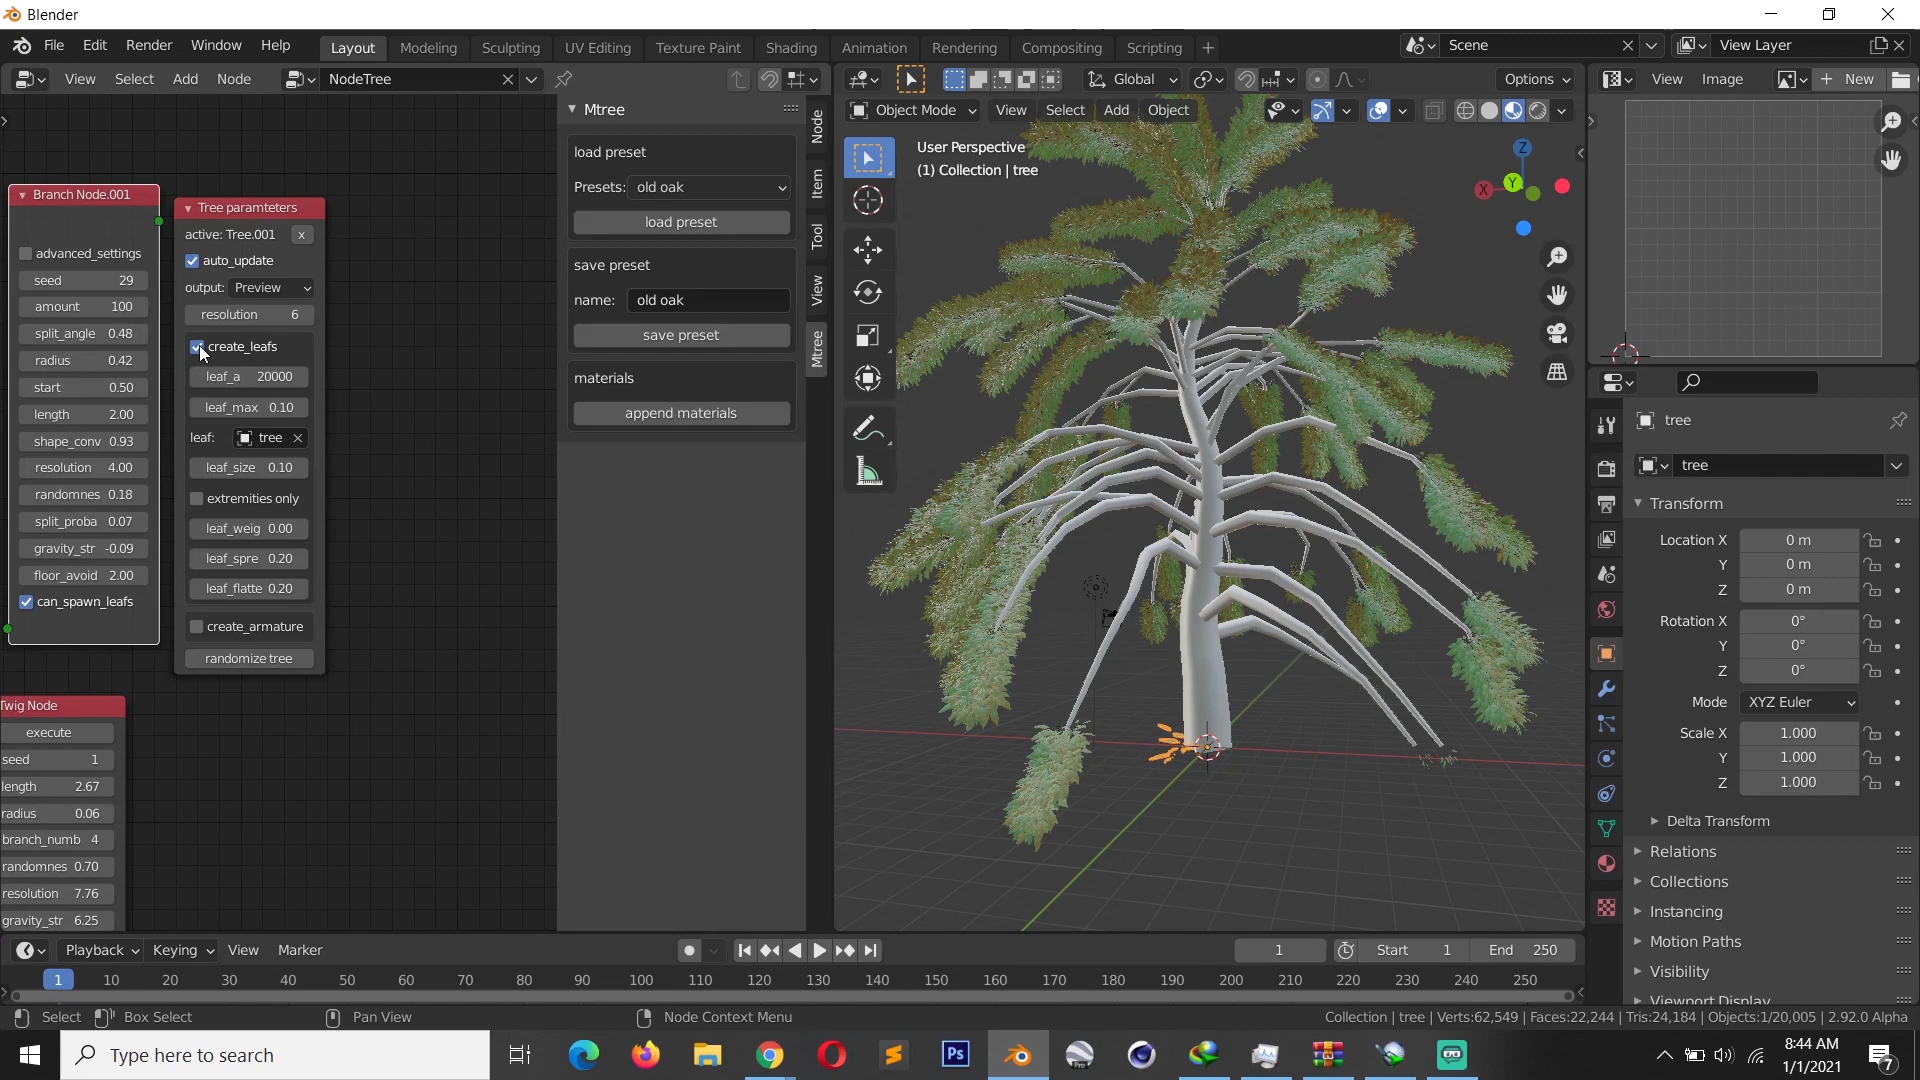 Blender
File Edit Render Window Help Layout Modeling Sculpting UV Editing Texture Paint Shading Animation Rendering Compositing Scripting Scene View Layer
View Select Add Node NodeTree
Global Options
View Image New
Object Mode View Select Add Object
User Perspective
(1) Collection | tree
Z
Y
X
Branch Node.001
advanced_settings
seed 29
amount 100
split_angle 0.48
radius 0.42
start 0.50
length 2.00
shape_conv 0.93
resolution 4.00
randomnes 0.18
split_proba 0.07
gravity_str -0.09
floor_avoid 2.00
can_spawn_leafs
Tree paramteters
active: Tree.001 x
auto_update
output: Preview
resolution 6
create_leafs
leaf_a 20000
leaf_max 0.10
leaf: tree
leaf_size 0.10
extremities only
leaf_weig 0.00
leaf_spre 0.20
leaf_flatte 0.20
create_armature
randomize tree
Twig Node
execute
seed 1
length 2.67
radius 0.06
branch_numb 4
randomnes 0.70
resolution 7.76
gravity_str 6.25
Mtree
load preset
Presets: old oak
load preset
save preset
name: old oak
save preset
materials
append materials
Node
Item
Tool
View
Mtree
tree
tree
Transform
Location X 0 m
Y 0 m
Z 0 m
Rotation X 0°
Y 0°
Z 0°
Mode XYZ Euler
Scale X 1.000
Y 1.000
Z 1.000
Delta Transform
Relations
Collections
Instancing
Motion Paths
Visibility
Viewport Display
Playback Keying View Marker 1 Start 1 End 250
1 10 20 30 40 50 60 70 80 90 100 110 120 130 140 150 160 170 180 190 200 210 220 230 240 250
Select Box Select Pan View Node Context Menu Collection | tree | Verts:62,549 | Faces:22,244 | Tris:24,184 | Objects:1/20,005 | 2.92.0 Alpha
Type here to search
Ps
Pro
8:44 AM
1/1/2021
7